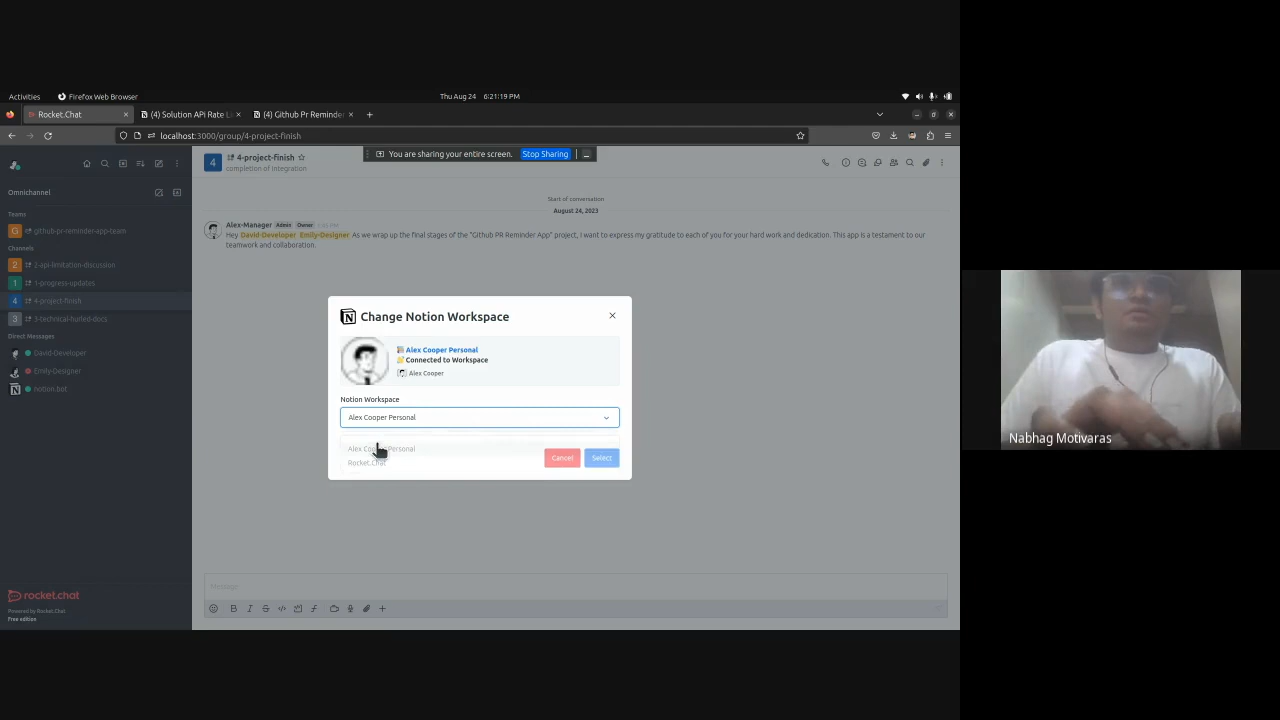 Activities
Firefox Web Browser
Thu Aug 24 6:21:19 PM
Rocket.Chat
(4) Solution API Rate Li
(4) Github Pr Reminder
localhost:3000/group/4-project-finish
You are sharing your entire screen.
Stop Sharing
4
4-project-finish
completion of integration
Omnichannel
Teams
G
github-pr-reminder-app-team
Channels
2
2-api-limitation-discussion
1
1-progress-updates
4
4-project-finish
3
3-technical-hurled-docs
Direct Messages
David-Developer
Emily-Designer
notion.bot
Start of conversation
August 24, 2023
Alex-Manager Admin Owner
Hey David-Developer Emily-Designer As we wrap up the final stages of the "Github PR Reminder App" project, I want to express my gratitude to each of you for your hard work and dedication. This app is a testament to our
teamwork and collaboration.
Change Notion Workspace
Alex Cooper Personal
Connected to Workspace
Alex Cooper
Notion Workspace
Alex Cooper Personal
Rocket.Chat
Cancel
Select
Message
rocket.chat
Powered by Rocket.Chat
Free edition
Nabhag Motivaras